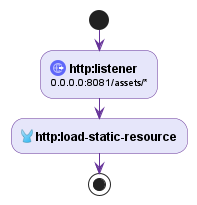 http:listener
0.0.0.0:8081/assets/*
http:load-static-resource